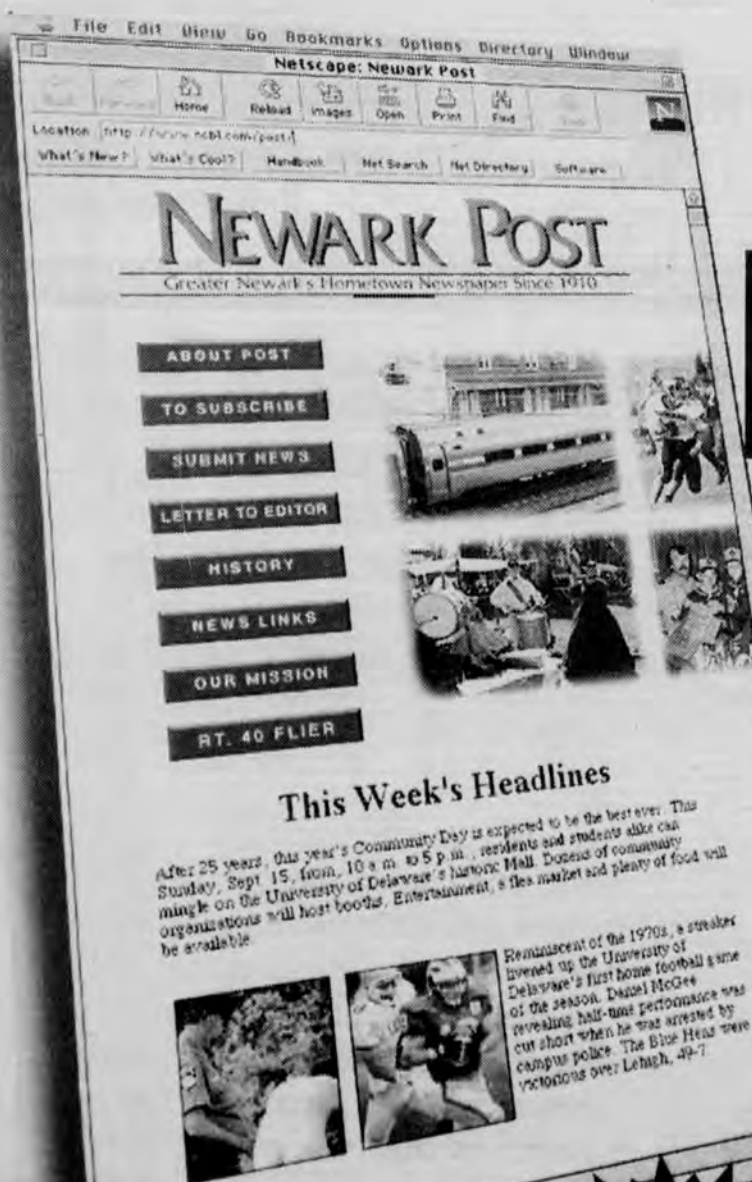 File Edit View Go Bookmarks Options Directory Window
Netscape: Newark Post
Home Reload Images Open Print Find
Location: http://www.ncbl.com/post/
What's New? What's Cool? Handbook Net Search Net Directory Software
N
NEWARK POST
Greater Newark's Hometown Newspaper Since 1910
ABOUT POST
TO SUBSCRIBE
SUBMIT NEWS
LETTER TO EDITOR
HISTORY
NEWS LINKS
OUR MISSION
RT. 40 FLIER
This Week's Headlines
After 25 years, this year's Community Day is expected to be the best ever. This
Sunday, Sept. 15, from, 10 a.m. to 5 p.m., residents and students alike can
mingle on the University of Delaware's historic Mall. Dozens of community
organizations will host booths, Entertainment, a flea market and plenty of food will
be available.
Reminiscent of the 1970s, a streaker
livened up the University of
Delaware's first home football game
of the season. Daniel McGee
revealing half-time performance was
cut short when he was arrested by
campus police. The Blue Hens were
victorious over Lehigh, 49-7.